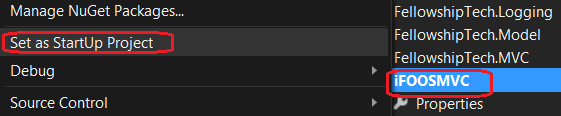 Manage NuGet Packages...
Set as StartUp Project
Debug
Source Control
FellowshipTech.Logging
FellowshipTech.Model
FellowshipTech.MVC
iFOOSMVC
Properties